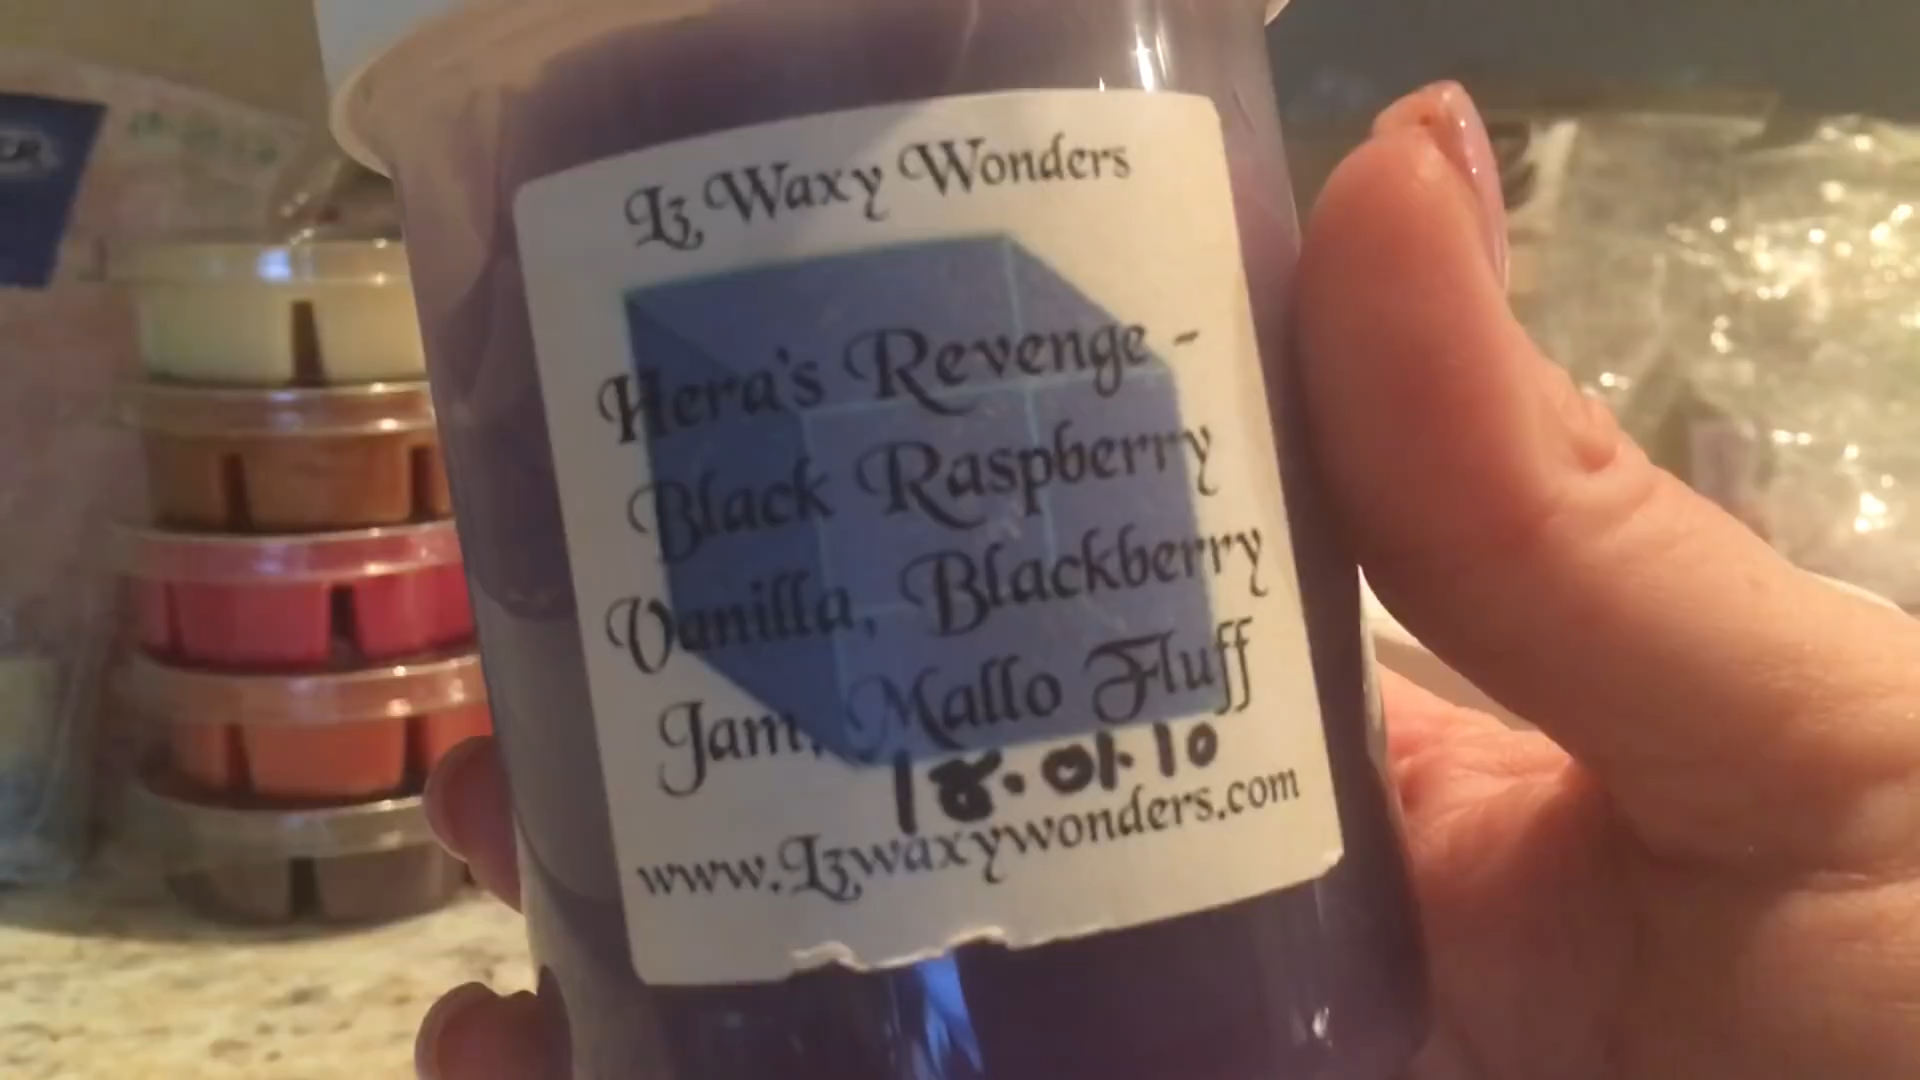 Lz Waxy Wonders
Hera's Revenge -
Black Raspberry
Vanilla, Blackberry
Jam, Mallo Fluff
18.01.10
www.Lzwaxywonders.com